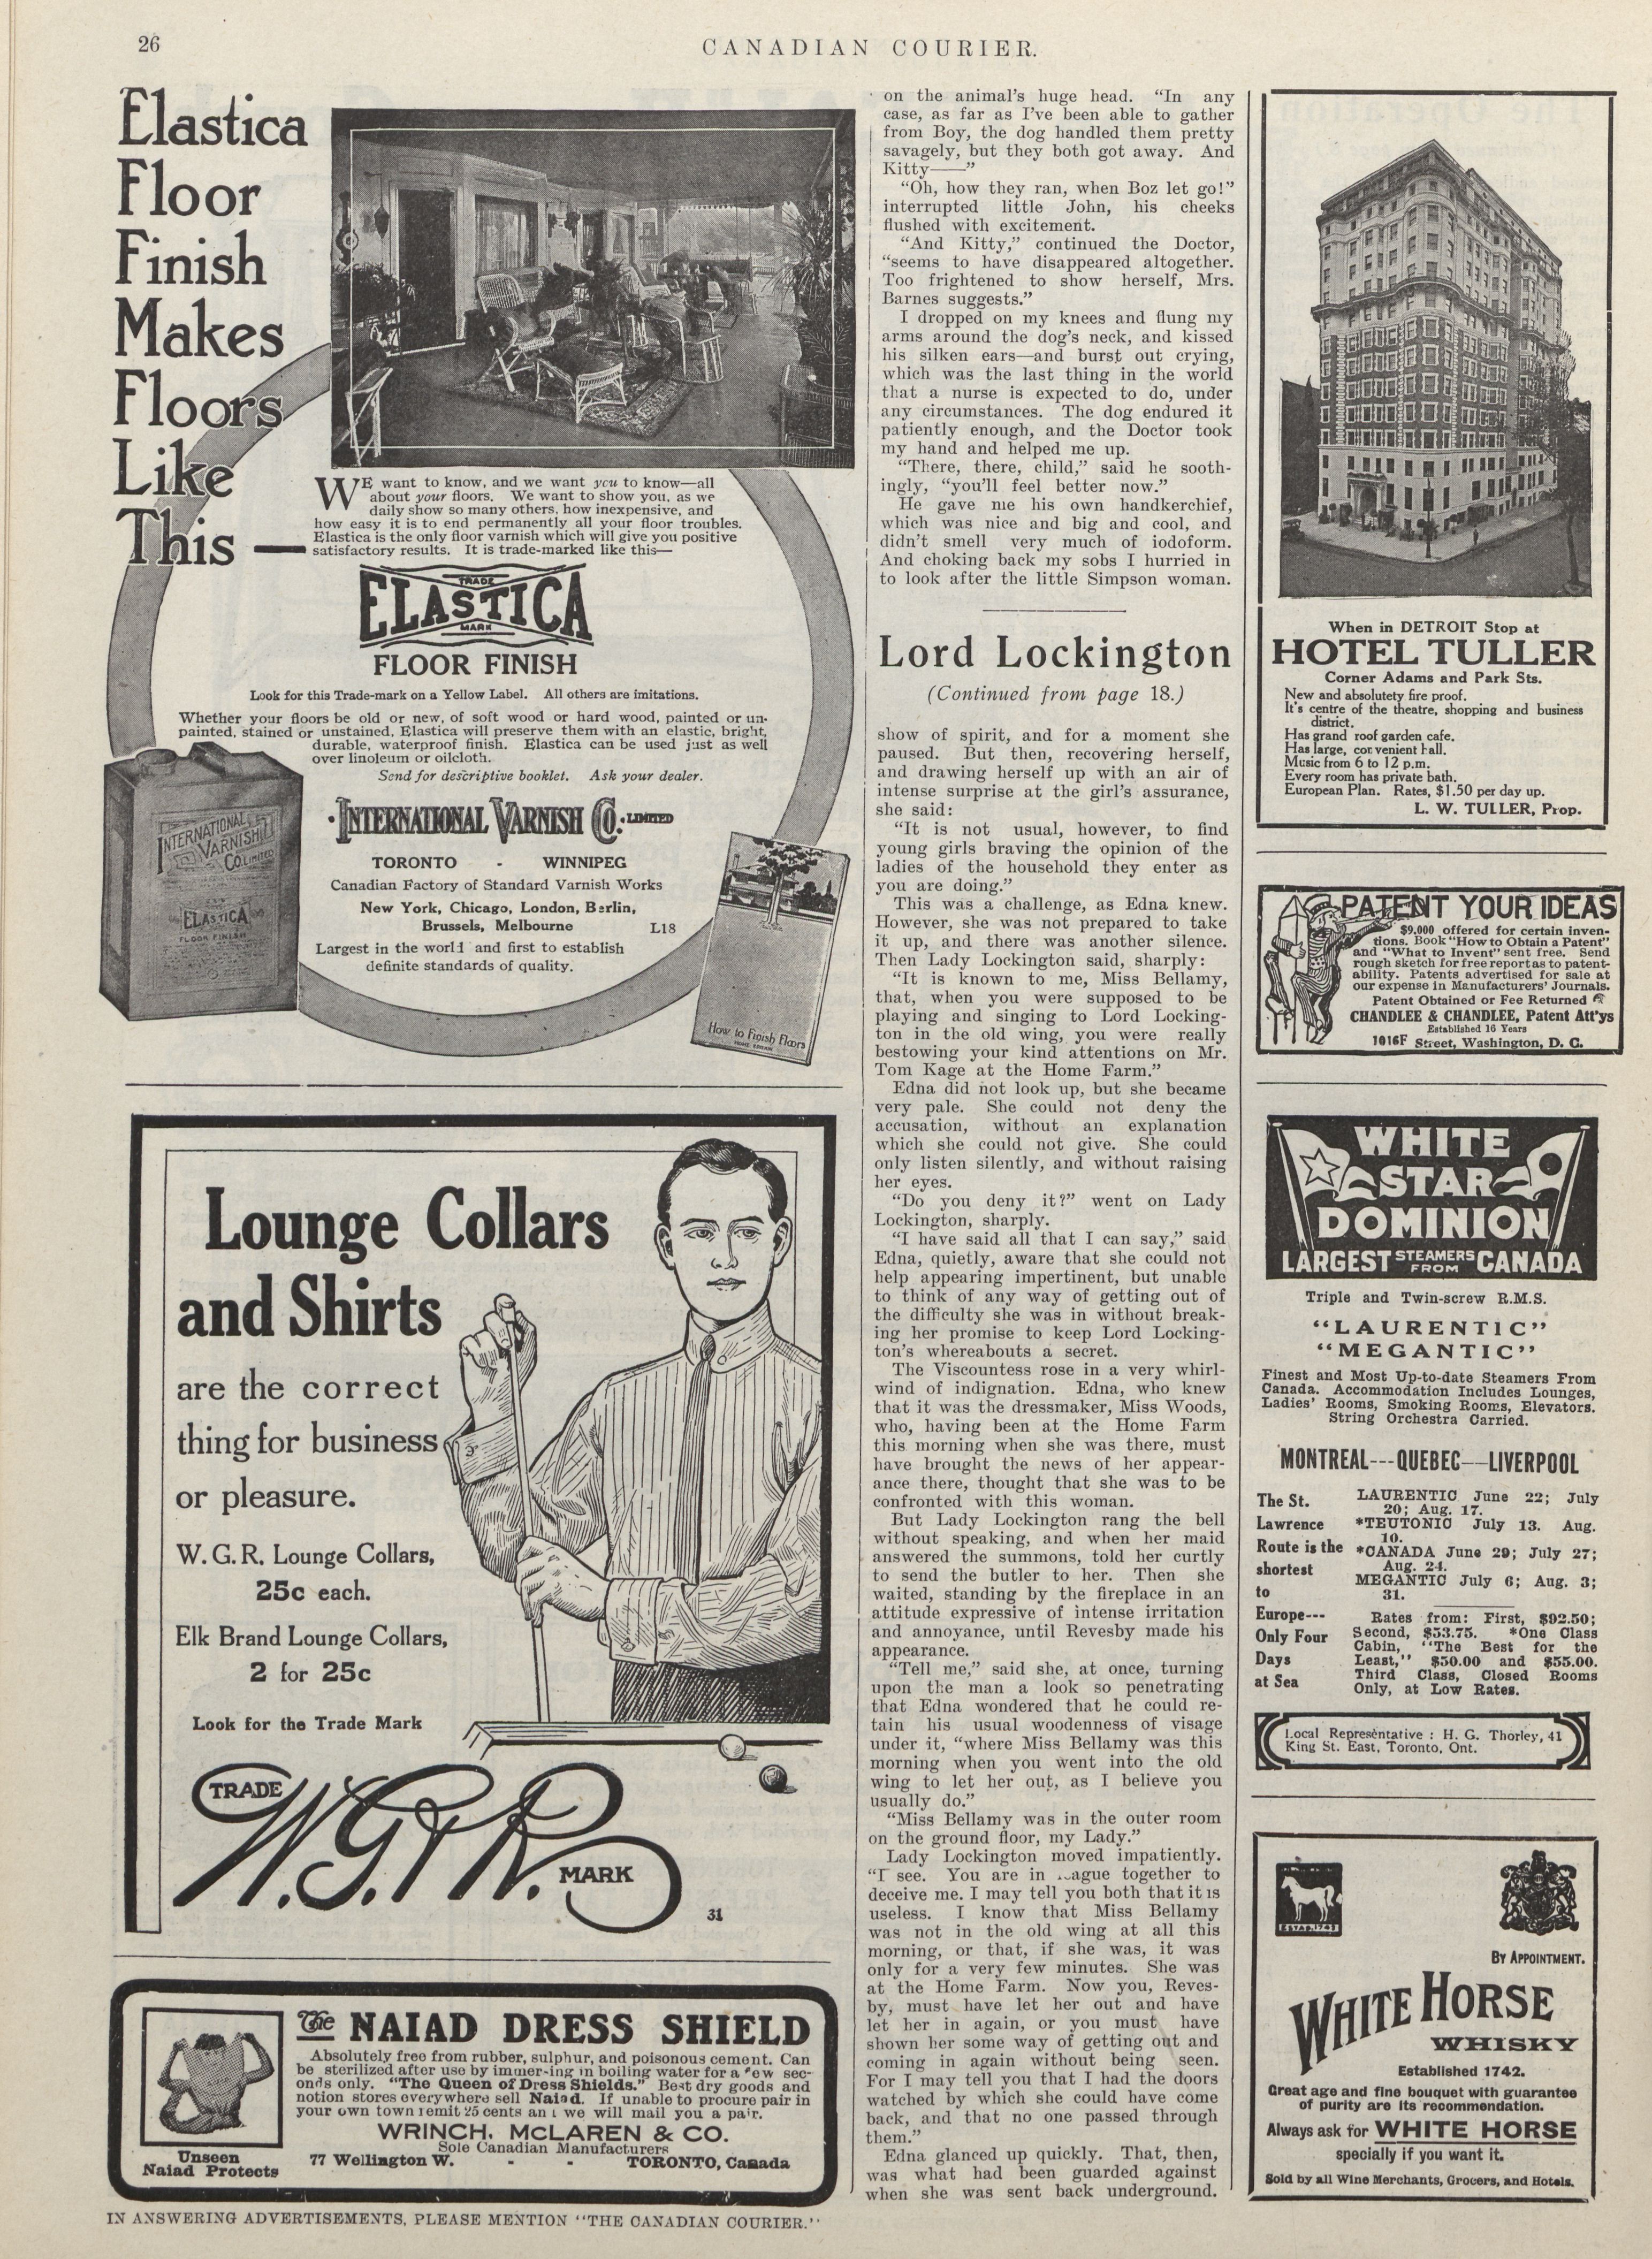 26
CANADIAN COURIER.
Elastica
Floor
Finish
Makes
Floors
Like
This —
WE want to know, and we want you to know—all
about your floors. We want to show you, as we
daily show so many others, how inexpensive, and
how easy it is to end permanently all your floor troubles.
Elastica is the only floor varnish which will give you positive
satisfactory results. It is trade-marked like this—
TRADE
ELASTICA
MARK
FLOOR FINISH
Look for this Trade-mark on a Yellow Label. All others are imitations.
Whether your floors be old or new, of soft wood or hard wood, painted or un-
painted, stained or unstained, Elastica will preserve them with an elastic, bright,
durable, waterproof finish. Elastica can be used just as well
over linoleum or oilcloth.
Send for descriptive booklet. Ask your dealer.
INTERNATIONAL VARNISH CO. LIMITED
TORONTO - WINNIPEG
Canadian Factory of Standard Varnish Works
New York, Chicago, London, Berlin,
Brussels, Melbourne
L18
Largest in the world and first to establish
definite standards of quality.
INTERNATIONAL
VARNISH
CO. LIMITED
ELASTICA
FLOOR FINISH
How to Finish Floors
Lounge Collars
and Shirts
are the correct
thing for business
or pleasure.
W.G.R. Lounge Collars,
25c each.
Elk Brand Lounge Collars,
2 for 25c
Look for the Trade Mark
TRADE
W.G.&R.
MARK
31
The NAIAD DRESS SHIELD
Absolutely free from rubber, sulphur, and poisonous cement. Can
be sterilized after use by immersing in boiling water for a few sec-
onds only. "The Queen of Dress Shields." Best dry goods and
notion stores everywhere sell Naiad. If unable to procure pair in
your own town remit 25 cents and we will mail you a pair.
WRINCH, McLAREN & CO.
Sole Canadian Manufacturers
77 Wellington W. - - TORONTO, Canada
Unseen
Naiad Protects
IN ANSWERING ADVERTISEMENTS, PLEASE MENTION "THE CANADIAN COURIER."
on the animal's huge head. "In any
case, as far as I've been able to gather
from Boy, the dog handled them pretty
savagely, but they both got away. And
Kitty——"
"Oh, how they ran, when Boz let go!"
interrupted little John, his cheeks
flushed with excitement.
"And Kitty," continued the Doctor,
"seems to have disappeared altogether.
Too frightened to show herself, Mrs.
Barnes suggests."
I dropped on my knees and flung my
arms around the dog's neck, and kissed
his silken ears—and burst out crying,
which was the last thing in the world
that a nurse is expected to do, under
any circumstances. The dog endured it
patiently enough, and the Doctor took
my hand and helped me up.
"There, there, child," said he sooth-
ingly, "you'll feel better now."
He gave me his own handkerchief,
which was nice and big and cool, and
didn't smell very much of iodoform.
And choking back my sobs I hurried in
to look after the little Simpson woman.
Lord Lockington
(Continued from page 18.)
show of spirit, and for a moment she
paused. But then, recovering herself,
and drawing herself up with an air of
intense surprise at the girl's assurance,
she said:
"It is not usual, however, to find
young girls braving the opinion of the
ladies of the household they enter as
you are doing."
This was a challenge, as Edna knew.
However, she was not prepared to take
it up, and there was another silence.
Then Lady Lockington said, sharply:
"It is known to me, Miss Bellamy,
that, when you were supposed to be
playing and singing to Lord Locking-
ton in the old wing, you were really
bestowing your kind attentions on Mr.
Tom Kage at the Home Farm."
Edna did not look up, but she became
very pale. She could not deny the
accusation, without an explanation
which she could not give. She could
only listen silently, and without raising
her eyes.
"Do you deny it?" went on Lady
Lockington, sharply.
"I have said all that I can say," said
Edna, quietly, aware that she could not
help appearing impertinent, but unable
to think of any way of getting out of
the difficulty she was in without break-
ing her promise to keep Lord Locking-
ton's whereabouts a secret.
The Viscountess rose in a very whirl-
wind of indignation. Edna, who knew
that it was the dressmaker, Miss Woods,
who, having been at the Home Farm
this morning when she was there, must
have brought the news of her appear-
ance there, thought that she was to be
confronted with this woman.
But Lady Lockington rang the bell
without speaking, and when her maid
answered the summons, told her curtly
to send the butler to her. Then she
waited, standing by the fireplace in an
attitude expressive of intense irritation
and annoyance, until Revesby made his
appearance.
"Tell me," said she, at once, turning
upon the man a look so penetrating
that Edna wondered that he could re-
tain his usual woodenness of visage
under it, "where Miss Bellamy was this
morning when you went into the old
wing to let her out, as I believe you
usually do."
"Miss Bellamy was in the outer room
on the ground floor, my Lady."
Lady Lockington moved impatiently.
"I see. You are in league together to
deceive me. I may tell you both that it is
useless. I know that Miss Bellamy
was not in the old wing at all this
morning, or that, if she was, it was
only for a very few minutes. She was
at the Home Farm. Now you, Reves-
by, must have let her out and have
let her in again, or you must have
shown her some way of getting out and
coming in again without being seen.
For I may tell you that I had the doors
watched by which she could have come
back, and that no one passed through
them."
Edna glanced up quickly. That, then,
was what had been guarded against
when she was sent back underground.
When in DETROIT Stop at
HOTEL TULLER
Corner Adams and Park Sts.
New and absolutety fire proof.
It's centre of the theatre, shopping and business
district.
Has grand roof garden cafe.
Has large, convenient hall.
Music from 6 to 12 p.m.
Every room has private bath.
European Plan. Rates, $1.50 per day up.
L. W. TULLER, Prop.
PATENT YOUR IDEAS
$9,000 offered for certain inven-
tions. Book "How to Obtain a Patent"
and "What to Invent" sent free. Send
rough sketch for free report as to patent-
ability. Patents advertised for sale at
our expense in Manufacturers' Journals.
Patent Obtained or Fee Returned
CHANDLEE & CHANDLEE, Patent Att'ys
Established 16 Years
1016F Street, Washington, D. C.
WHITE
STAR
DOMINION
LARGEST STEAMERS FROM CANADA
Triple and Twin-screw R.M.S.
"LAURENTIC"
"MEGANTIC"
Finest and Most Up-to-date Steamers From
Canada. Accommodation Includes Lounges,
Ladies' Rooms, Smoking Rooms, Elevators.
String Orchestra Carried.
MONTREAL---QUEBEC---LIVERPOOL
The St.
Lawrence
Route is the
shortest
to
Europe---
Only Four
Days
at Sea
LAURENTIC June 22; July
20; Aug. 17.
*TEUTONIC July 13. Aug.
10.
*CANADA June 29; July 27;
Aug. 24.
MEGANTIC July 6; Aug. 3;
31.
Rates from: First, $92.50;
Second, $53.75. *One Class
Cabin, "The Best for the
Least," $50.00 and $55.00.
Third Class, Closed Rooms
Only, at Low Rates.
Local Representative : H. G. Thorley, 41
King St. East, Toronto, Ont.
ESTAB. 1742
BY APPOINTMENT.
WHITE HORSE
WHISKY
Established 1742.
Great age and fine bouquet with guarantee
of purity are its recommendation.
Always ask for WHITE HORSE
specially if you want it.
Sold by all Wine Merchants, Grocers, and Hotels.